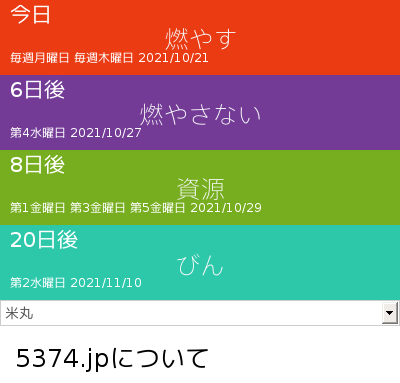 今日
燃やす
毎週月曜日 毎週木曜日 2021/10/21
6日後
燃やさない
第4水曜日 2021/10/27
8日後
資源
第1金曜日 第3金曜日 第5金曜日 2021/10/29
20日後
びん
第2水曜日 2021/11/10
米丸
5374.jpについて